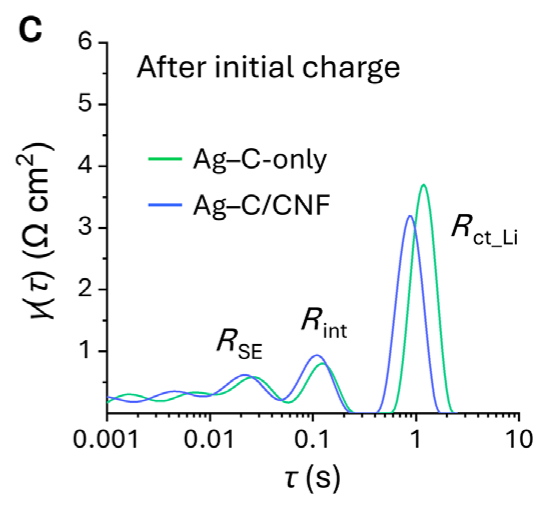 C
After initial charge
Ag–C-only
Ag–C/CNF
R_ct_Li
R_int
R_SE
γ(τ) (Ω cm²)
6
5
4
3
2
1
0.001 0.01 0.1 1 10
τ (s)